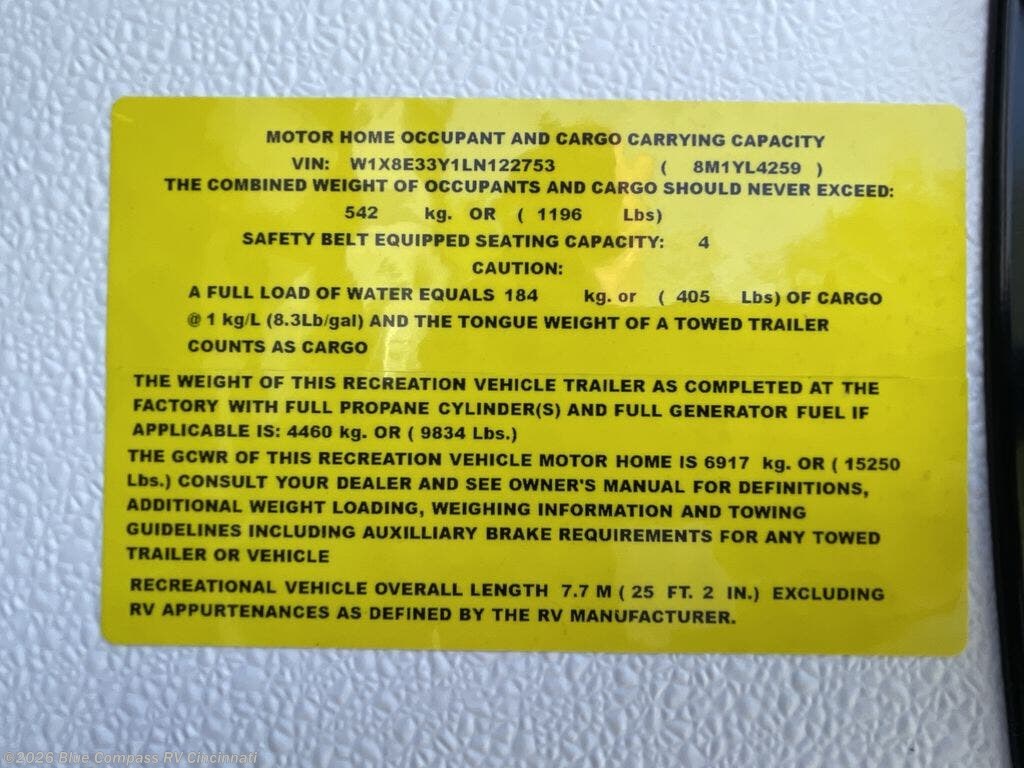 MOTOR HOME OCCUPANT AND CARGO CARRYING CAPACITY
VIN: W1X8E33Y1LN122753 ( 8M1YL4259 )
THE COMBINED WEIGHT OF OCCUPANTS AND CARGO SHOULD NEVER EXCEED:
542 kg. OR ( 1196 Lbs)
SAFETY BELT EQUIPPED SEATING CAPACITY: 4
CAUTION:
A FULL LOAD OF WATER EQUALS 184 kg. or ( 405 Lbs) OF CARGO
@ 1 kg/L (8.3Lb/gal) AND THE TONGUE WEIGHT OF A TOWED TRAILER
COUNTS AS CARGO
THE WEIGHT OF THIS RECREATION VEHICLE TRAILER AS COMPLETED AT THE
FACTORY WITH FULL PROPANE CYLINDER(S) AND FULL GENERATOR FUEL IF
APPLICABLE IS: 4460 kg. OR ( 9834 Lbs.)
THE GCWR OF THIS RECREATION VEHICLE MOTOR HOME IS 6917 kg. OR ( 15250
Lbs.) CONSULT YOUR DEALER AND SEE OWNER'S MANUAL FOR DEFINITIONS,
ADDITIONAL WEIGHT LOADING, WEIGHING INFORMATION AND TOWING
GUIDELINES INCLUDING AUXILLIARY BRAKE REQUIREMENTS FOR ANY TOWED
TRAILER OR VEHICLE
RECREATIONAL VEHICLE OVERALL LENGTH 7.7 M ( 25 FT. 2 IN.) EXCLUDING
RV APPURTENANCES AS DEFINED BY THE RV MANUFACTURER.
©2026 Blue Compass RV Cincinnati